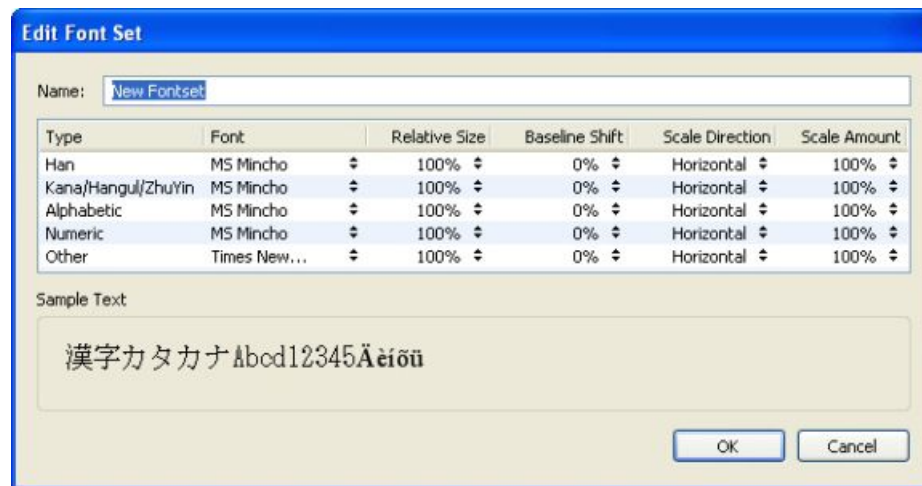 Edit Font Set
Name: New Fontset
Type Font Relative Size Baseline Shift Scale Direction Scale Amount
Han MS Mincho 100% 0% Horizontal 100%
Kana/Hangul/ZhuYin MS Mincho 100% 0% Horizontal 100%
Alphabetic MS Mincho 100% 0% Horizontal 100%
Numeric MS Mincho 100% 0% Horizontal 100%
Other Times New... 100% 0% Horizontal 100%
Sample Text
漢字カタカナAbcd12345Äèíõü
OK Cancel